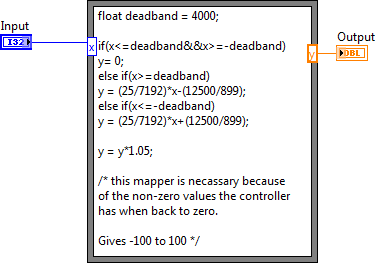 float deadband = 4000;
Input
if(x<=deadband&&x>=-deadband)
I32
x
y= 0;
else if(x>=deadband)
y = (25/7192)*x-(12500/899);
else if(x<=-deadband)
y = (25/7192)*x+(12500/899);
y
Output
DBL
y = y*1.05;
/* this mapper is necassary because
of the non-zero values the controller
has when back to zero.
Gives -100 to 100 */